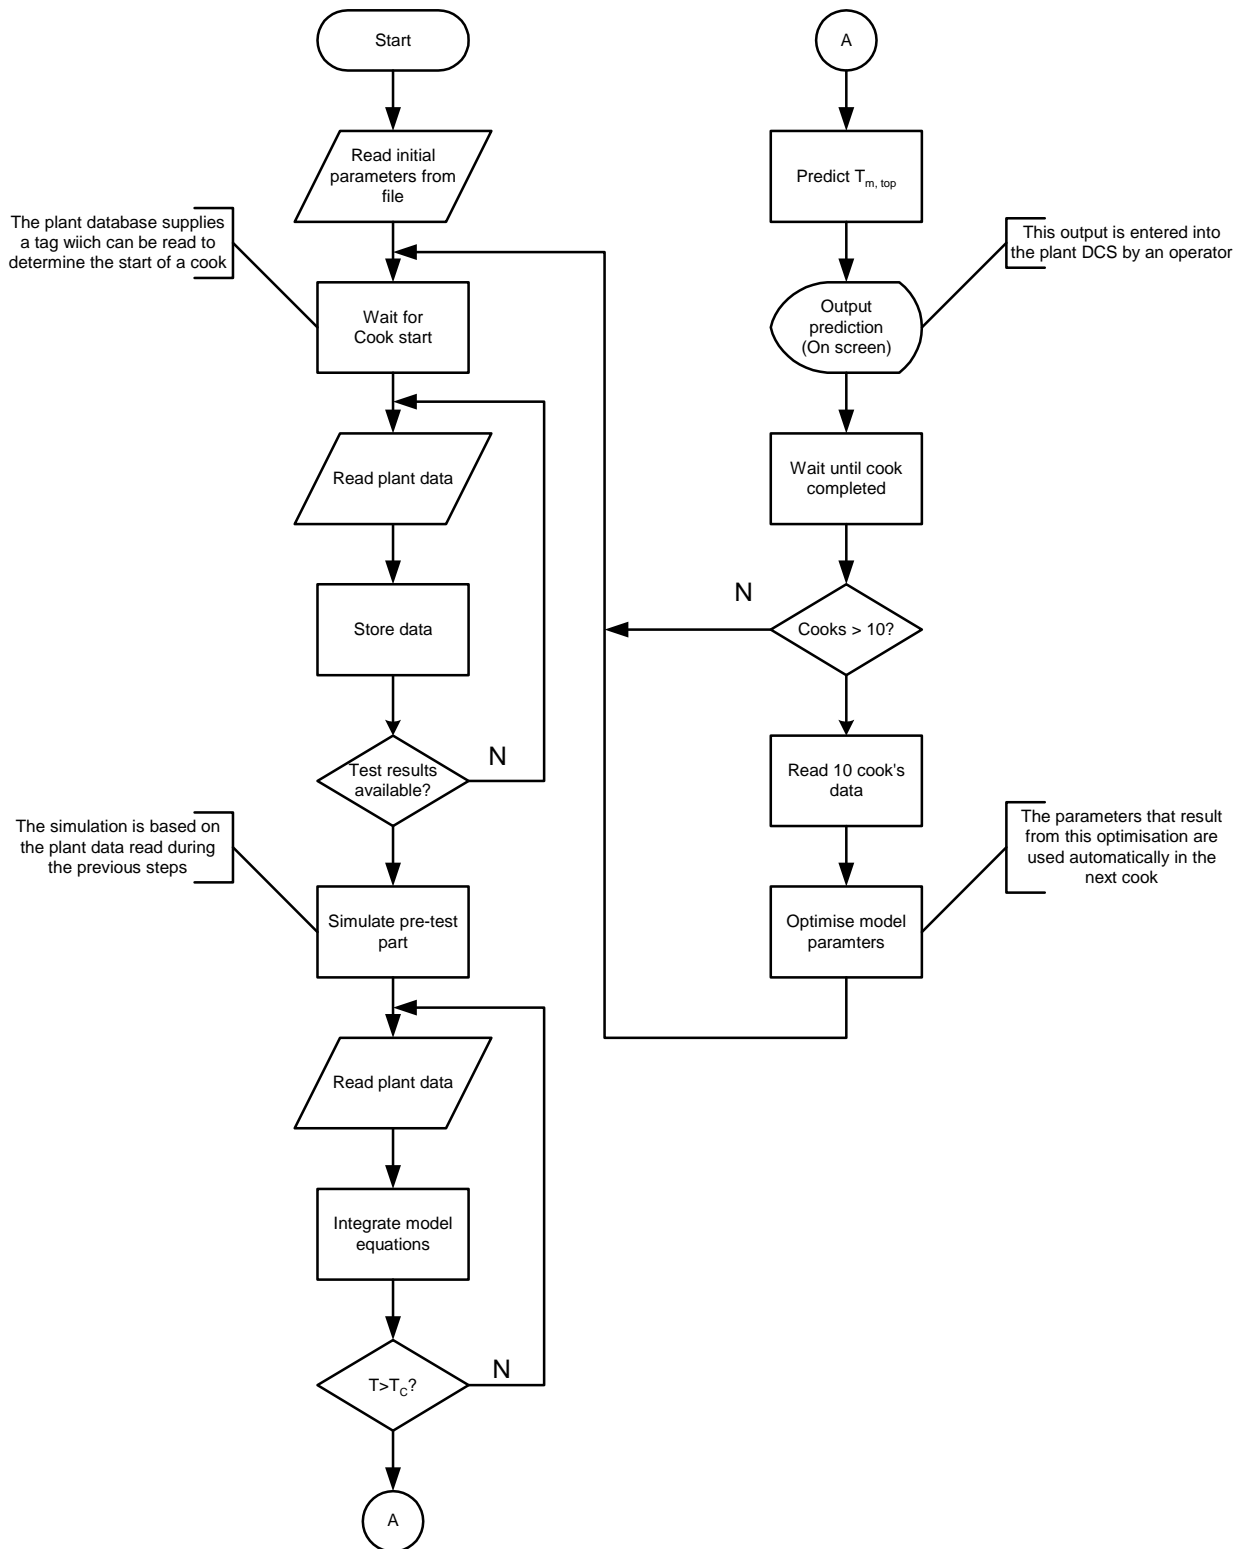 Start
Read initial
parameters from
file
The plant database supplies
a tag wiich can be read to
determine the start of a cook
Wait for
Cook start
Read plant data
Store data
Test results
available?
N
The simulation is based on
the plant data read during
the previous steps
Simulate pre-test
part
Read plant data
Integrate model
equations
T>TC?
N
A
A
Predict Tm, top
This output is entered into
the plant DCS by an operator
Output
prediction
(On screen)
Wait until cook
completed
N
Cooks > 10?
Read 10 cook's
data
The parameters that result
from this optimisation are
used automatically in the
next cook
Optimise model
paramters